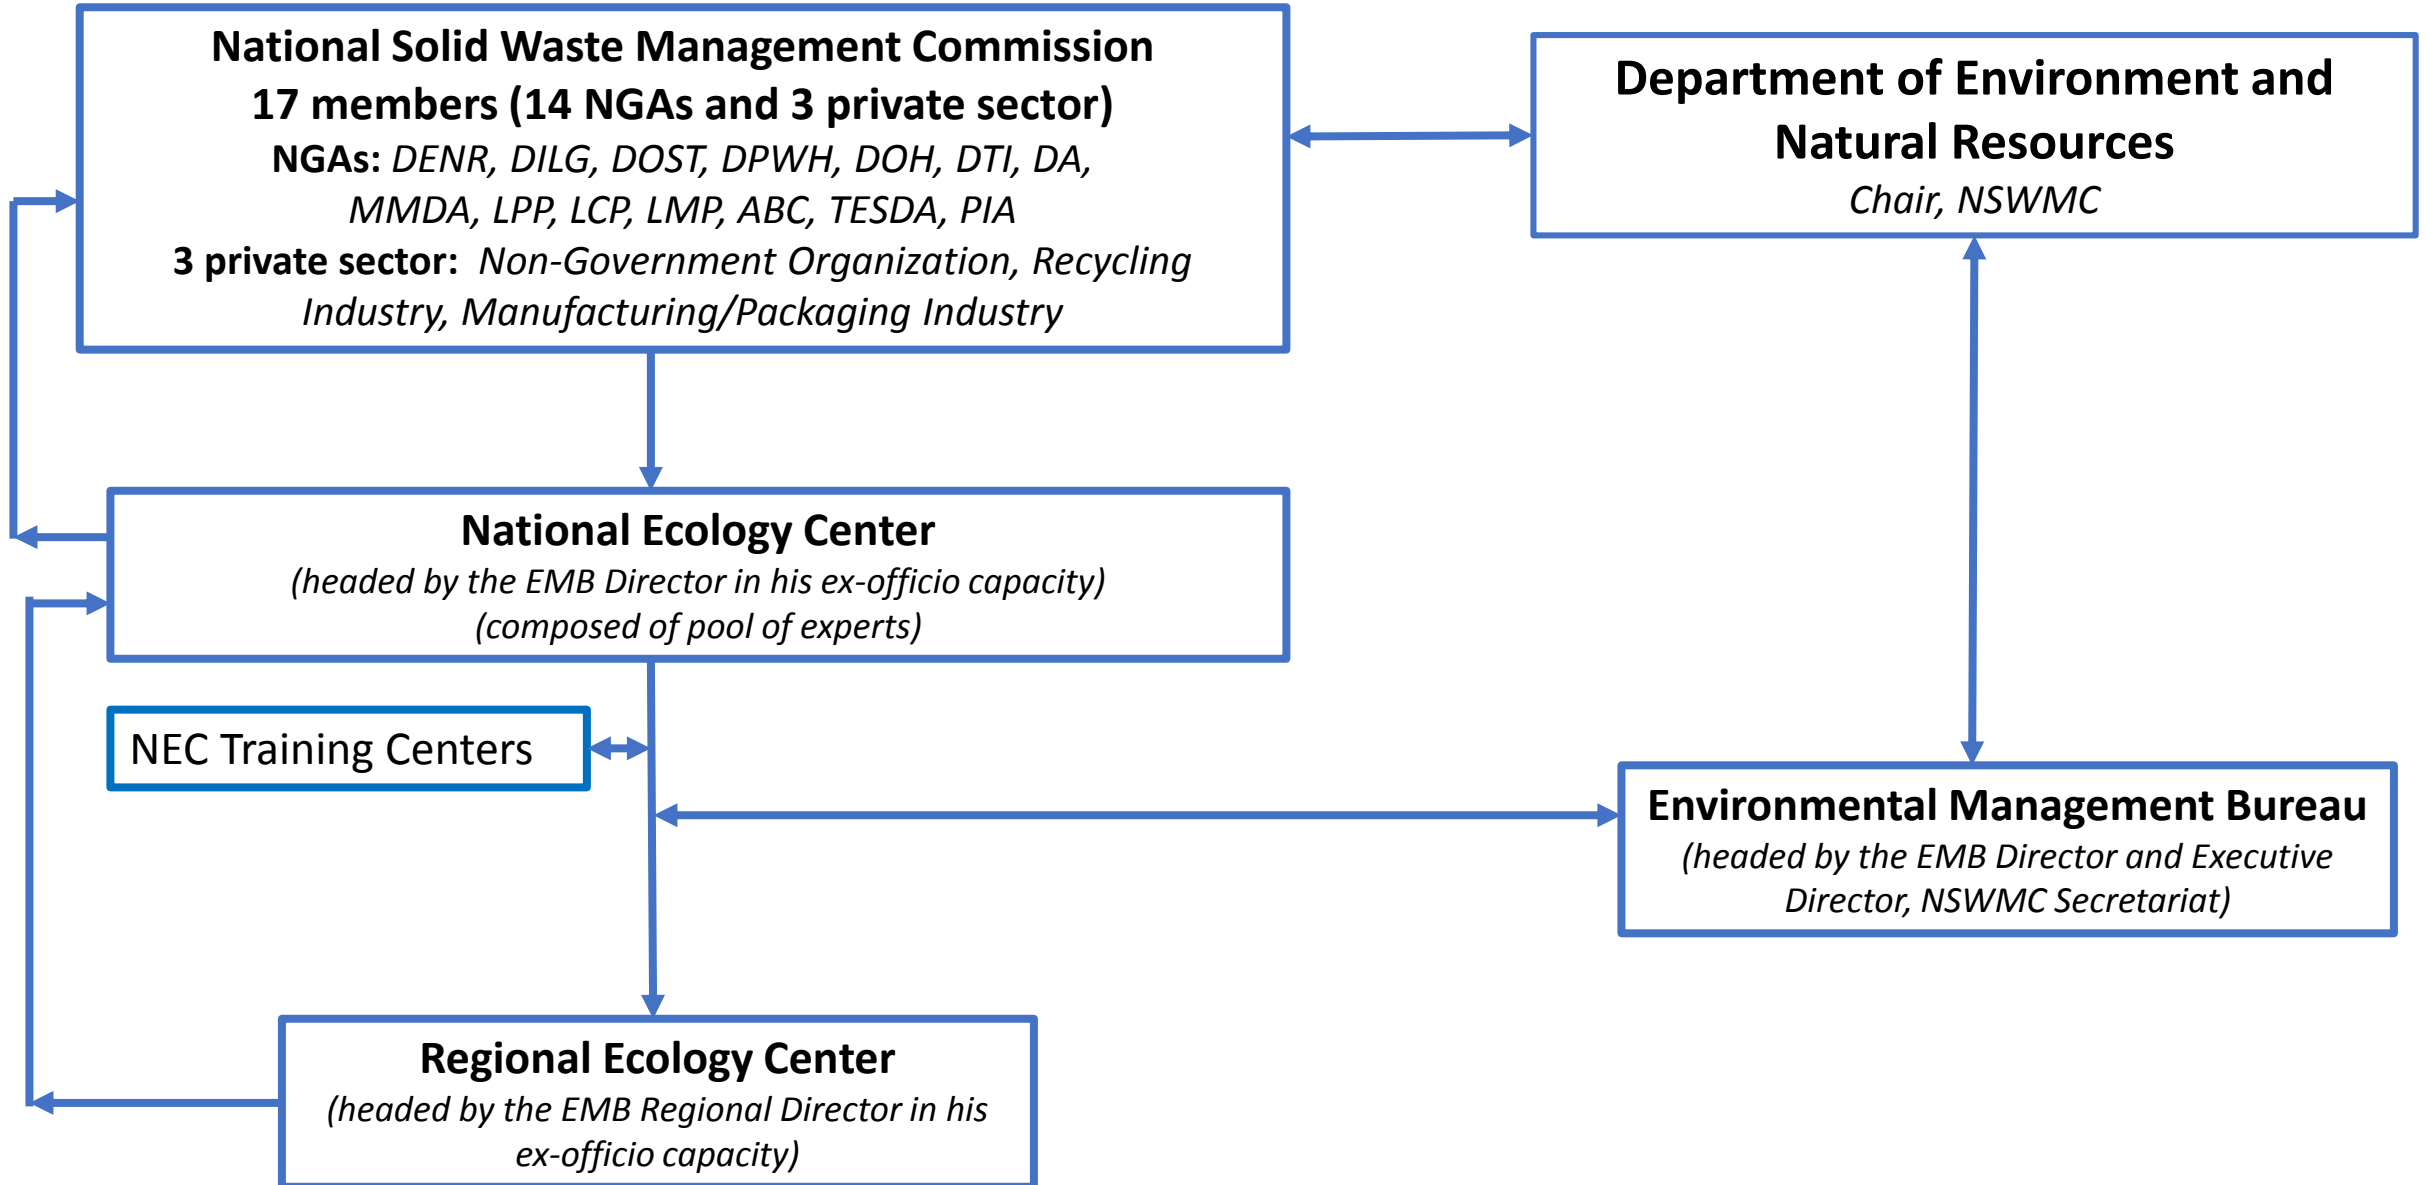 National Solid Waste Management Commission
17 members (14 NGAs and 3 private sector)
NGAs: DENR, DILG, DOST, DPWH, DOH, DTI, DA,
MMDA, LPP, LCP, LMP, ABC, TESDA, PIA
3 private sector: Non-Government Organization, Recycling
Industry, Manufacturing/Packaging Industry
Department of Environment and
Natural Resources
Chair, NSWMC
National Ecology Center
(headed by the EMB Director in his ex-officio capacity)
(composed of pool of experts)
NEC Training Centers
Environmental Management Bureau
(headed by the EMB Director and Executive
Director, NSWMC Secretariat)
Regional Ecology Center
(headed by the EMB Regional Director in his
ex-officio capacity)